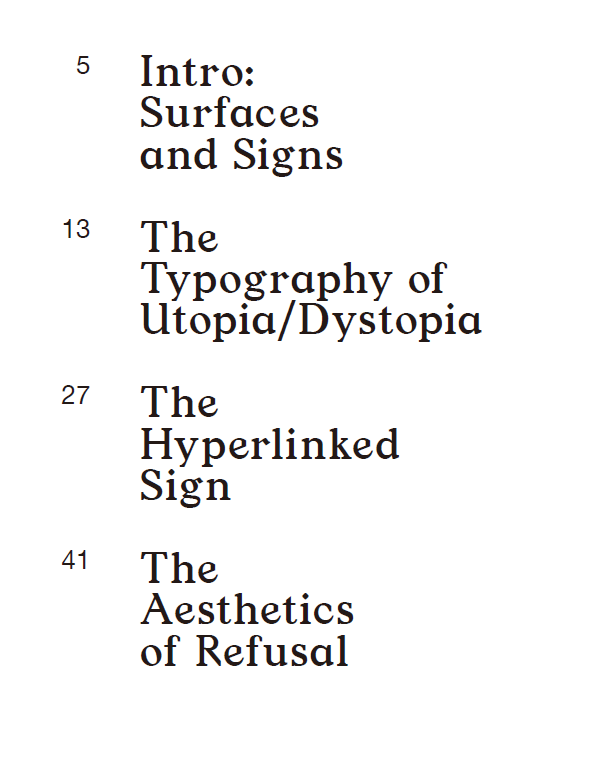 5 Intro:
Surfaces
and Signs
13 The
Typography of
Utopia/Dystopia
27 The
Hyperlinked
Sign
41 The
Aesthetics
of Refusal